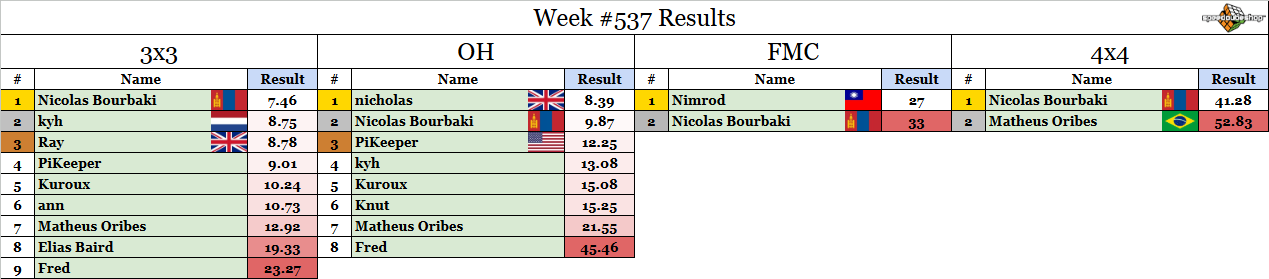 Week #537 Results
speedcubeshop
3x3 OH FMC 4x4
# Name Result # Name Result # Name Result # Name Result
1 Nicolas Bourbaki 7.46 1 nicholas 8.39 1 Nimrod 27 1 Nicolas Bourbaki 41.28
2 kyh 8.75 2 Nicolas Bourbaki 9.87 2 Nicolas Bourbaki 33 2 Matheus Oribes 52.83
3 Ray 8.78 3 PiKeeper 12.25
4 PiKeeper 9.01 4 kyh 13.08
5 Kuroux 10.24 5 Kuroux 15.08
6 ann 10.73 6 Knut 15.25
7 Matheus Oribes 12.92 7 Matheus Oribes 21.55
8 Elias Baird 19.33 8 Fred 45.46
9 Fred 23.27